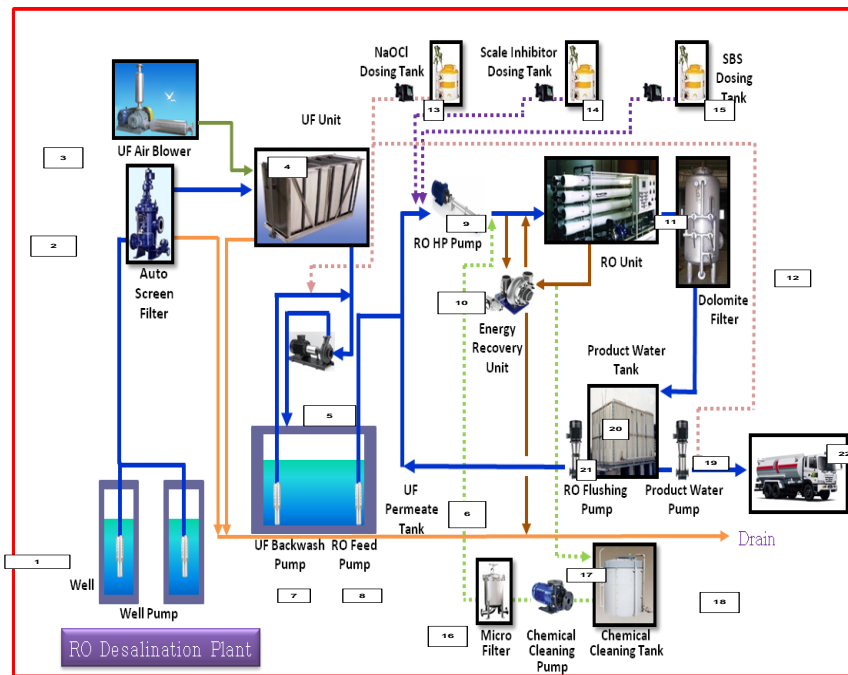 NaOCl
Dosing Tank
13
Scale Inhibitor
Dosing Tank
14
SBS
Dosing
Tank
15
UF Air Blower
3
UF Unit
4
2
Auto
Screen
Filter
9
RO HP Pump
10
Energy
Recovery
Unit
RO Unit
11
Dolomite
Filter
12
5
UF
Permeate
Tank
6
Product Water
Tank
20
21
RO Flushing
Pump
19
Product Water
Pump
22
1
Well
Well Pump
UF Backwash
Pump
7
RO Feed
Pump
8
Drain
16
Micro
Filter
Chemical
Cleaning
Pump
17
Chemical
Cleaning Tank
18
RO Desalination Plant